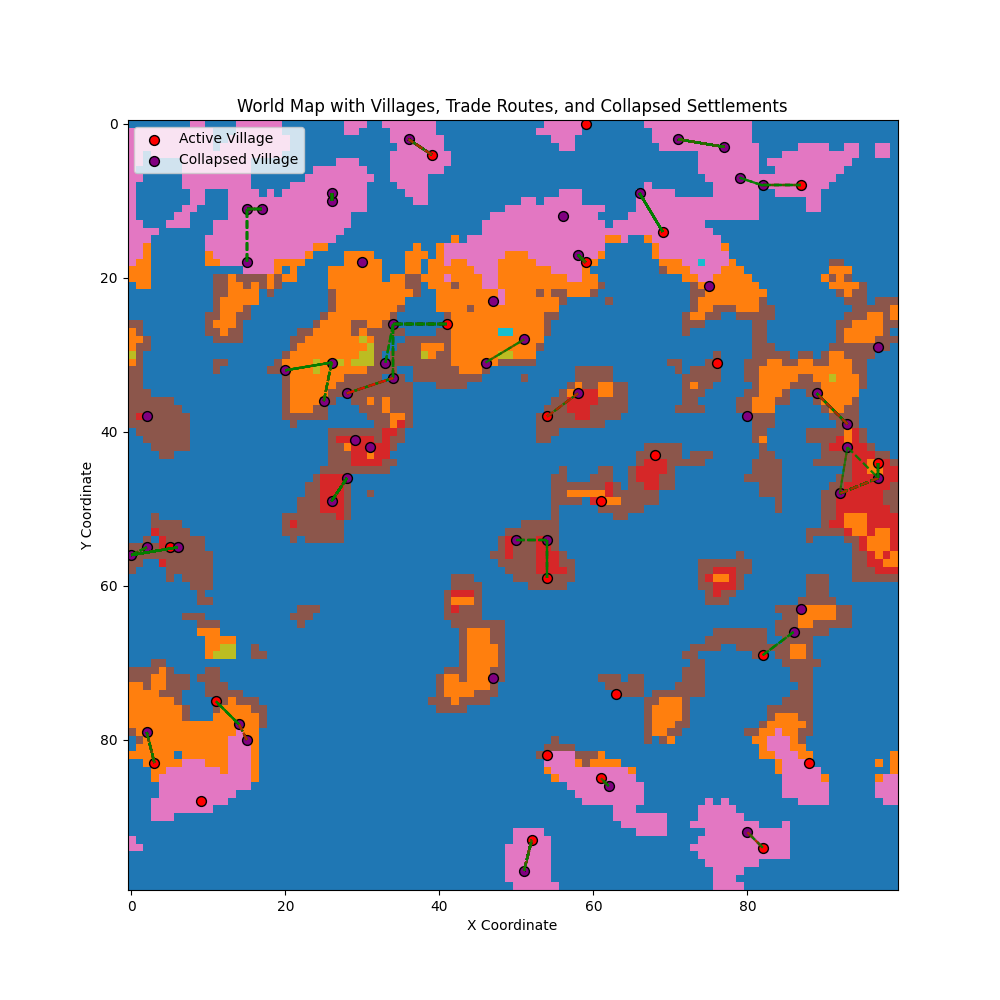 World Map with Villages, Trade Routes, and Collapsed Settlements
Active Village
Collapsed Village
0
20
40
60
80
Y Coordinate
0 20 40 60 80
X Coordinate